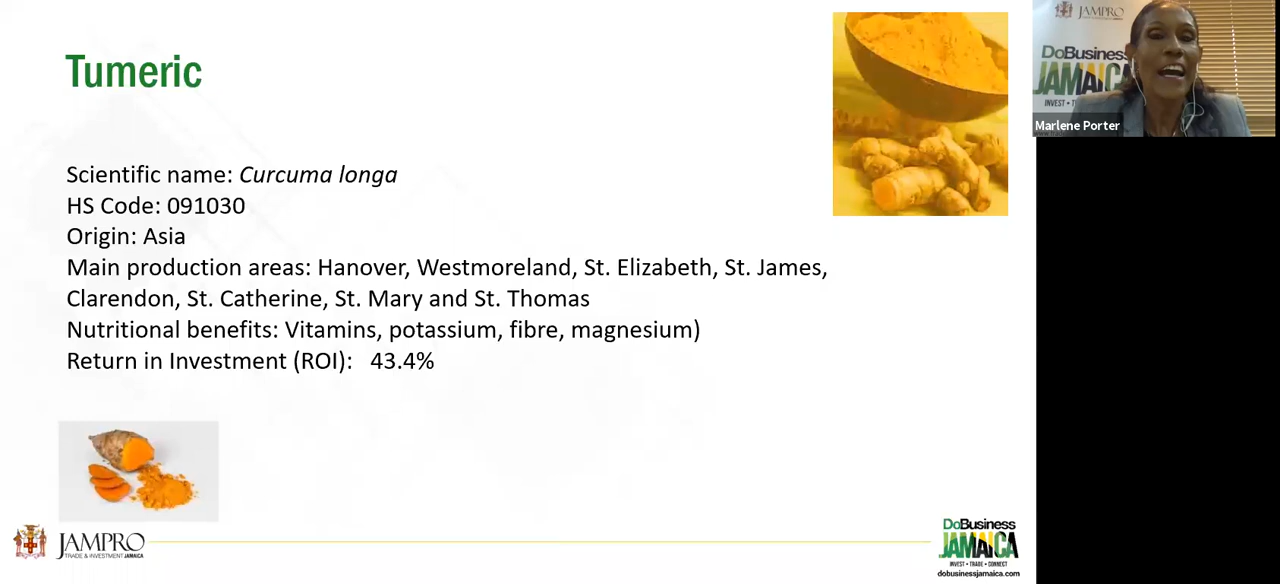 Tumeric
Scientific name: Curcuma longa
HS Code: 091030
Origin: Asia
Main production areas: Hanover, Westmoreland, St. Elizabeth, St. James,
Clarendon, St. Catherine, St. Mary and St. Thomas
Nutritional benefits: Vitamins, potassium, fibre, magnesium)
Return in Investment (ROI): 43.4%
JAMPRO
TRADE & INVESTMENT JAMAICA
DoBusiness
JAMAICA
INVEST • TRADE • CONNECT
dobusinessjamaica.com
JAMPRO
DoBusiness
JAMAICA
INVEST •
Marlene Porter